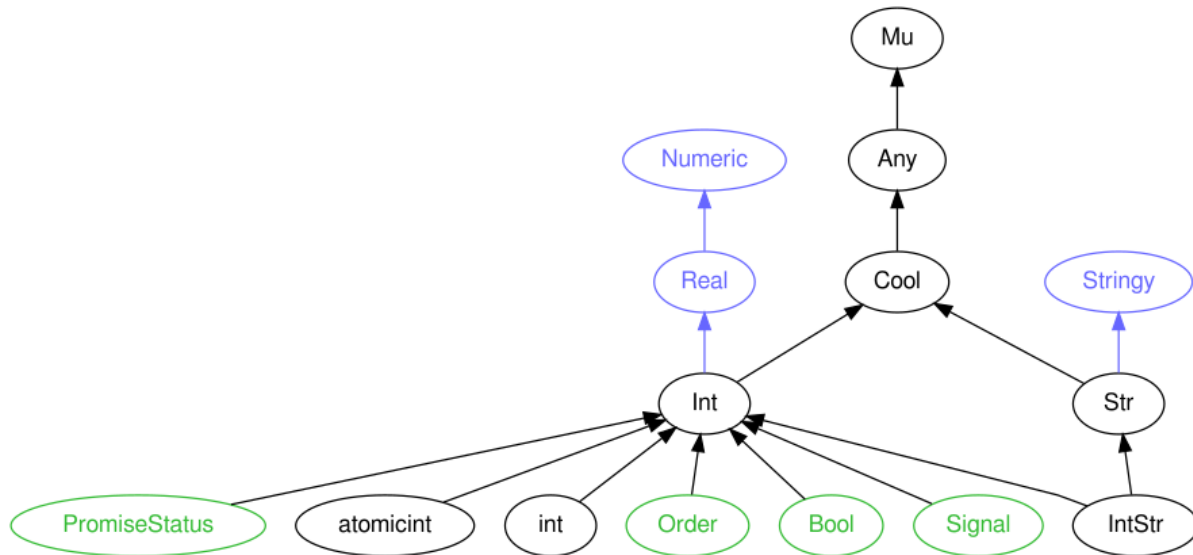 Mu
Numeric
Any
Real
Cool
Stringy
Int
Str
PromiseStatus
atomicint
int
Order
Bool
Signal
IntStr